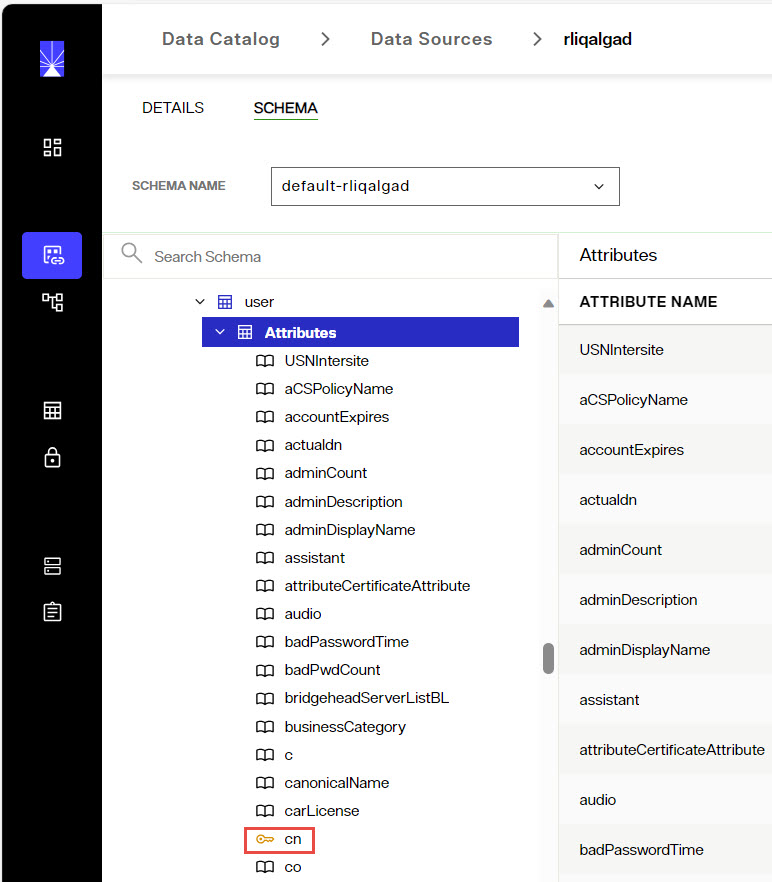 Data Catalog > Data Sources > rliqalgad
DETAILS SCHEMA
SCHEMA NAME default-rliqalgad
Search Schema
user
Attributes
USNIntersite
aCSPolicyName
accountExpires
actualdn
adminCount
adminDescription
adminDisplayName
assistant
attributeCertificateAttribute
audio
badPasswordTime
badPwdCount
bridgeheadServerListBL
businessCategory
c
canonicalName
carLicense
cn
co
Attributes
ATTRIBUTE NAME
USNIntersite
aCSPolicyName
accountExpires
actualdn
adminCount
adminDescription
adminDisplayName
assistant
attributeCertificateAttribute
audio
badPasswordTime